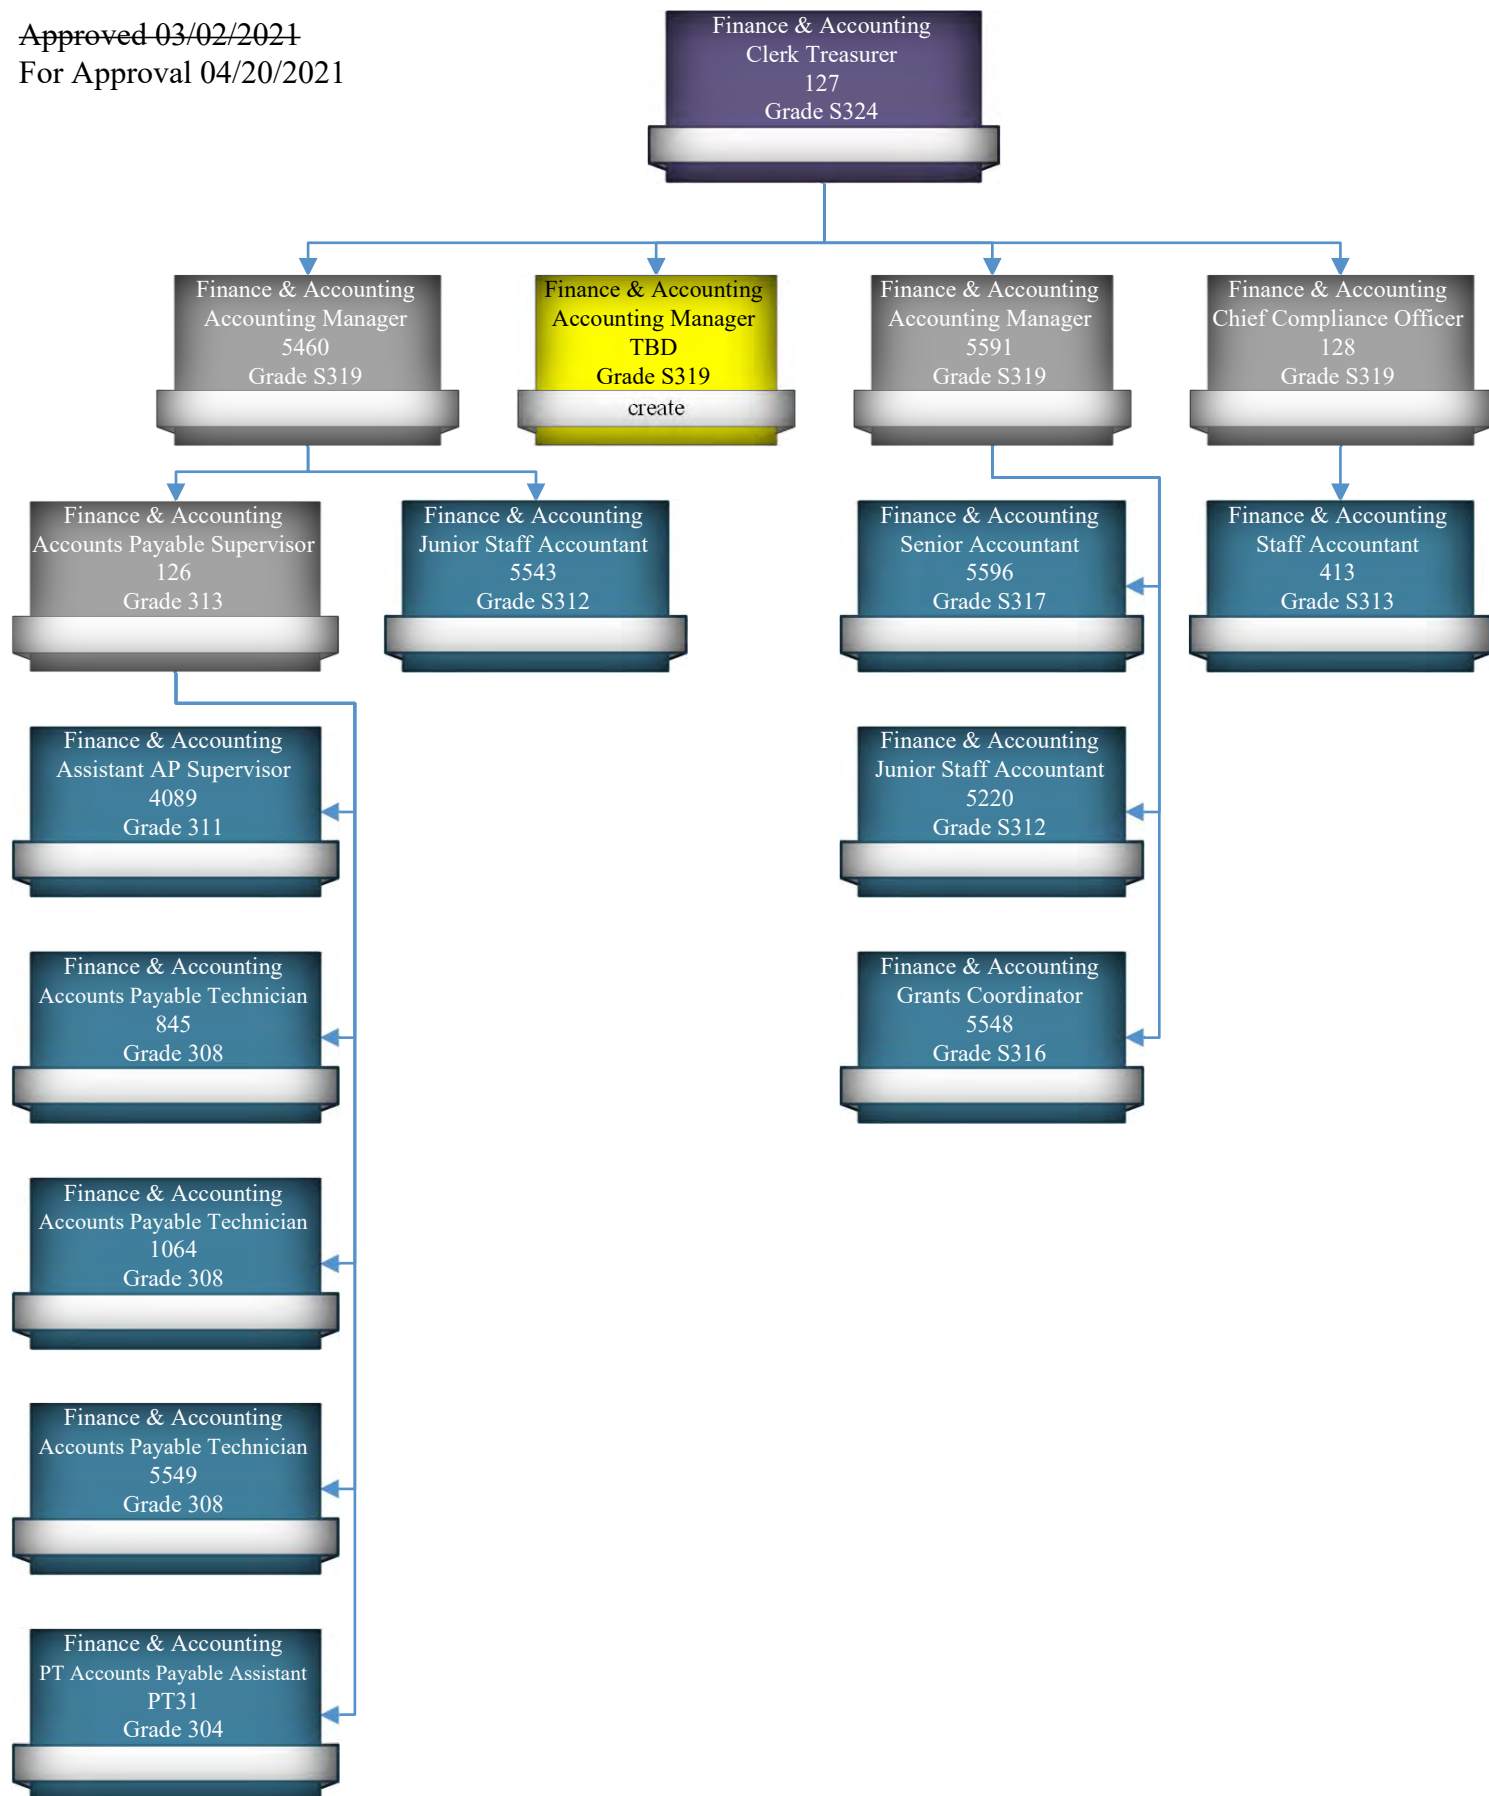 Approved 03/02/2021
For Approval 04/20/2021
Finance & Accounting
Clerk Treasurer
127
Grade S324
Finance & Accounting
Accounting Manager
5460
Grade S319
Finance & Accounting
Accounting Manager
TBD
Grade S319
create
Finance & Accounting
Accounting Manager
5591
Grade S319
Finance & Accounting
Chief Compliance Officer
128
Grade S319
Finance & Accounting
Accounts Payable Supervisor
126
Grade 313
Finance & Accounting
Junior Staff Accountant
5543
Grade S312
Finance & Accounting
Senior Accountant
5596
Grade S317
Finance & Accounting
Staff Accountant
413
Grade S313
Finance & Accounting
Assistant AP Supervisor
4089
Grade 311
Finance & Accounting
Junior Staff Accountant
5220
Grade S312
Finance & Accounting
Accounts Payable Technician
845
Grade 308
Finance & Accounting
Grants Coordinator
5548
Grade S316
Finance & Accounting
Accounts Payable Technician
1064
Grade 308
Finance & Accounting
Accounts Payable Technician
5549
Grade 308
Finance & Accounting
PT Accounts Payable Assistant
PT31
Grade 304